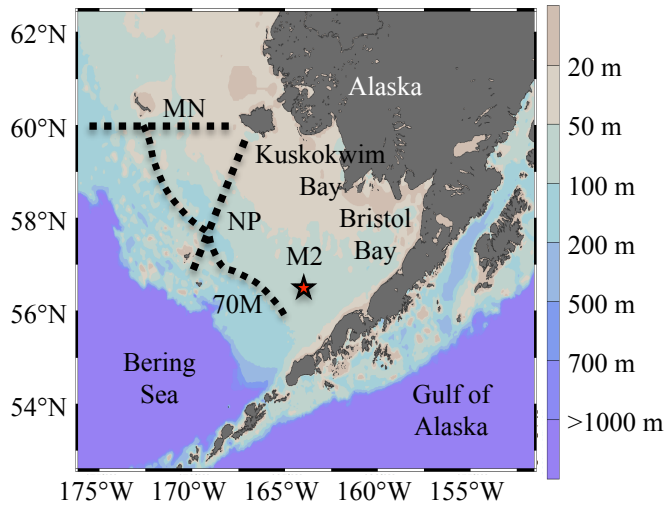 62°N
60°N
58°N
56°N
54°N
175°W
170°W
165°W
160°W
155°W
Alaska
MN
Kuskokwim
Bay
Bristol
Bay
NP
M2
70M
Bering
Sea
Gulf of
Alaska
20 m
50 m
100 m
200 m
500 m
700 m
>1000 m